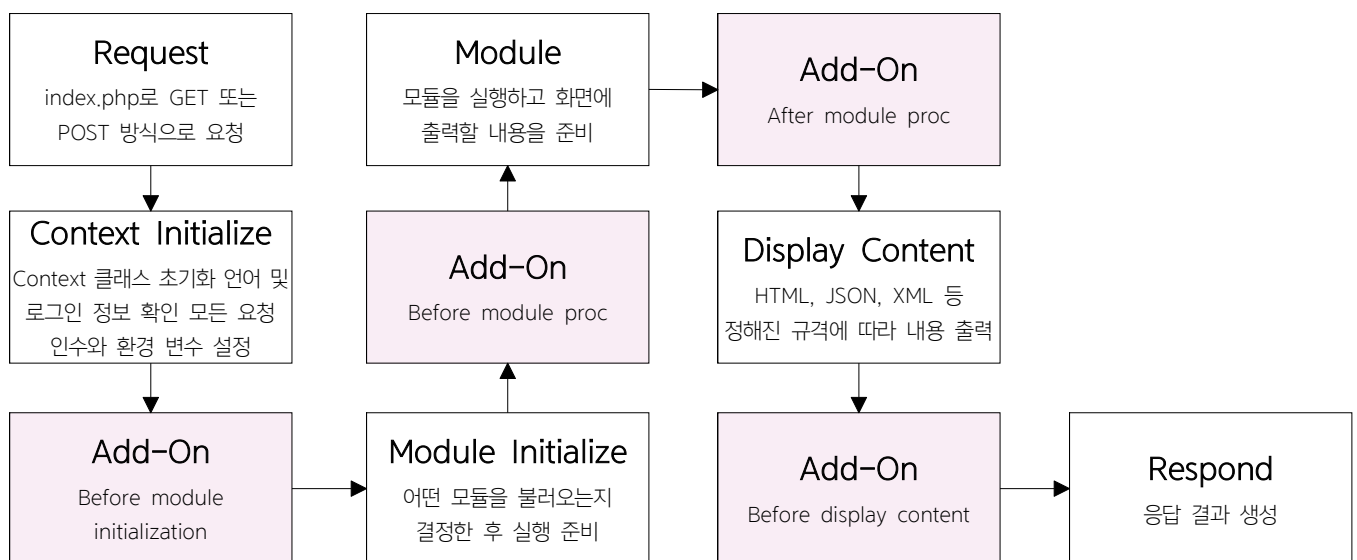 Request
index.php로 GET 또는
POST 방식으로 요청
Context Initialize
Context 클래스 초기화 언어 및
로그인 정보 확인 모든 요청
인수와 환경 변수 설정
Add-On
Before module
initialization
Module Initialize
어떤 모듈을 불러오는지
결정한 후 실행 준비
Add-On
Before module proc
Module
모듈을 실행하고 화면에
출력할 내용을 준비
Add-On
After module proc
Display Content
HTML, JSON, XML 등
정해진 규격에 따라 내용 출력
Add-On
Before display content
Respond
응답 결과 생성